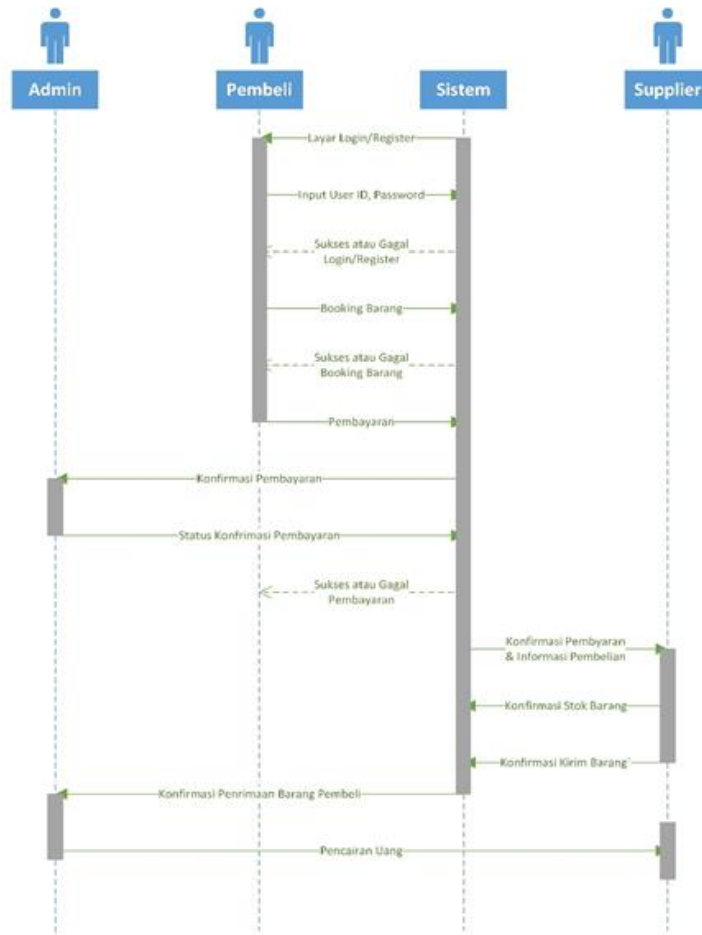 Admin
Pembeli
Sistem
Supplier
Layar Login/Register
Input User ID, Password
Sukses atau Gagal
Login/Register
Booking Barang
Sukses atau Gagal
Booking Barang
Pembayaran
Konfirmasi Pembayaran
Status Konfrimasi Pembayaran
Sukses atau Gagal
Pembayaran
Konfirmasi Pembyaran
& Informasi Pembelian
Konfirmasi Stok Barang
Konfirmasi Kirim Barang`
Konfirmasi Penrimaan Barang Pembeli
Pencairan Uang